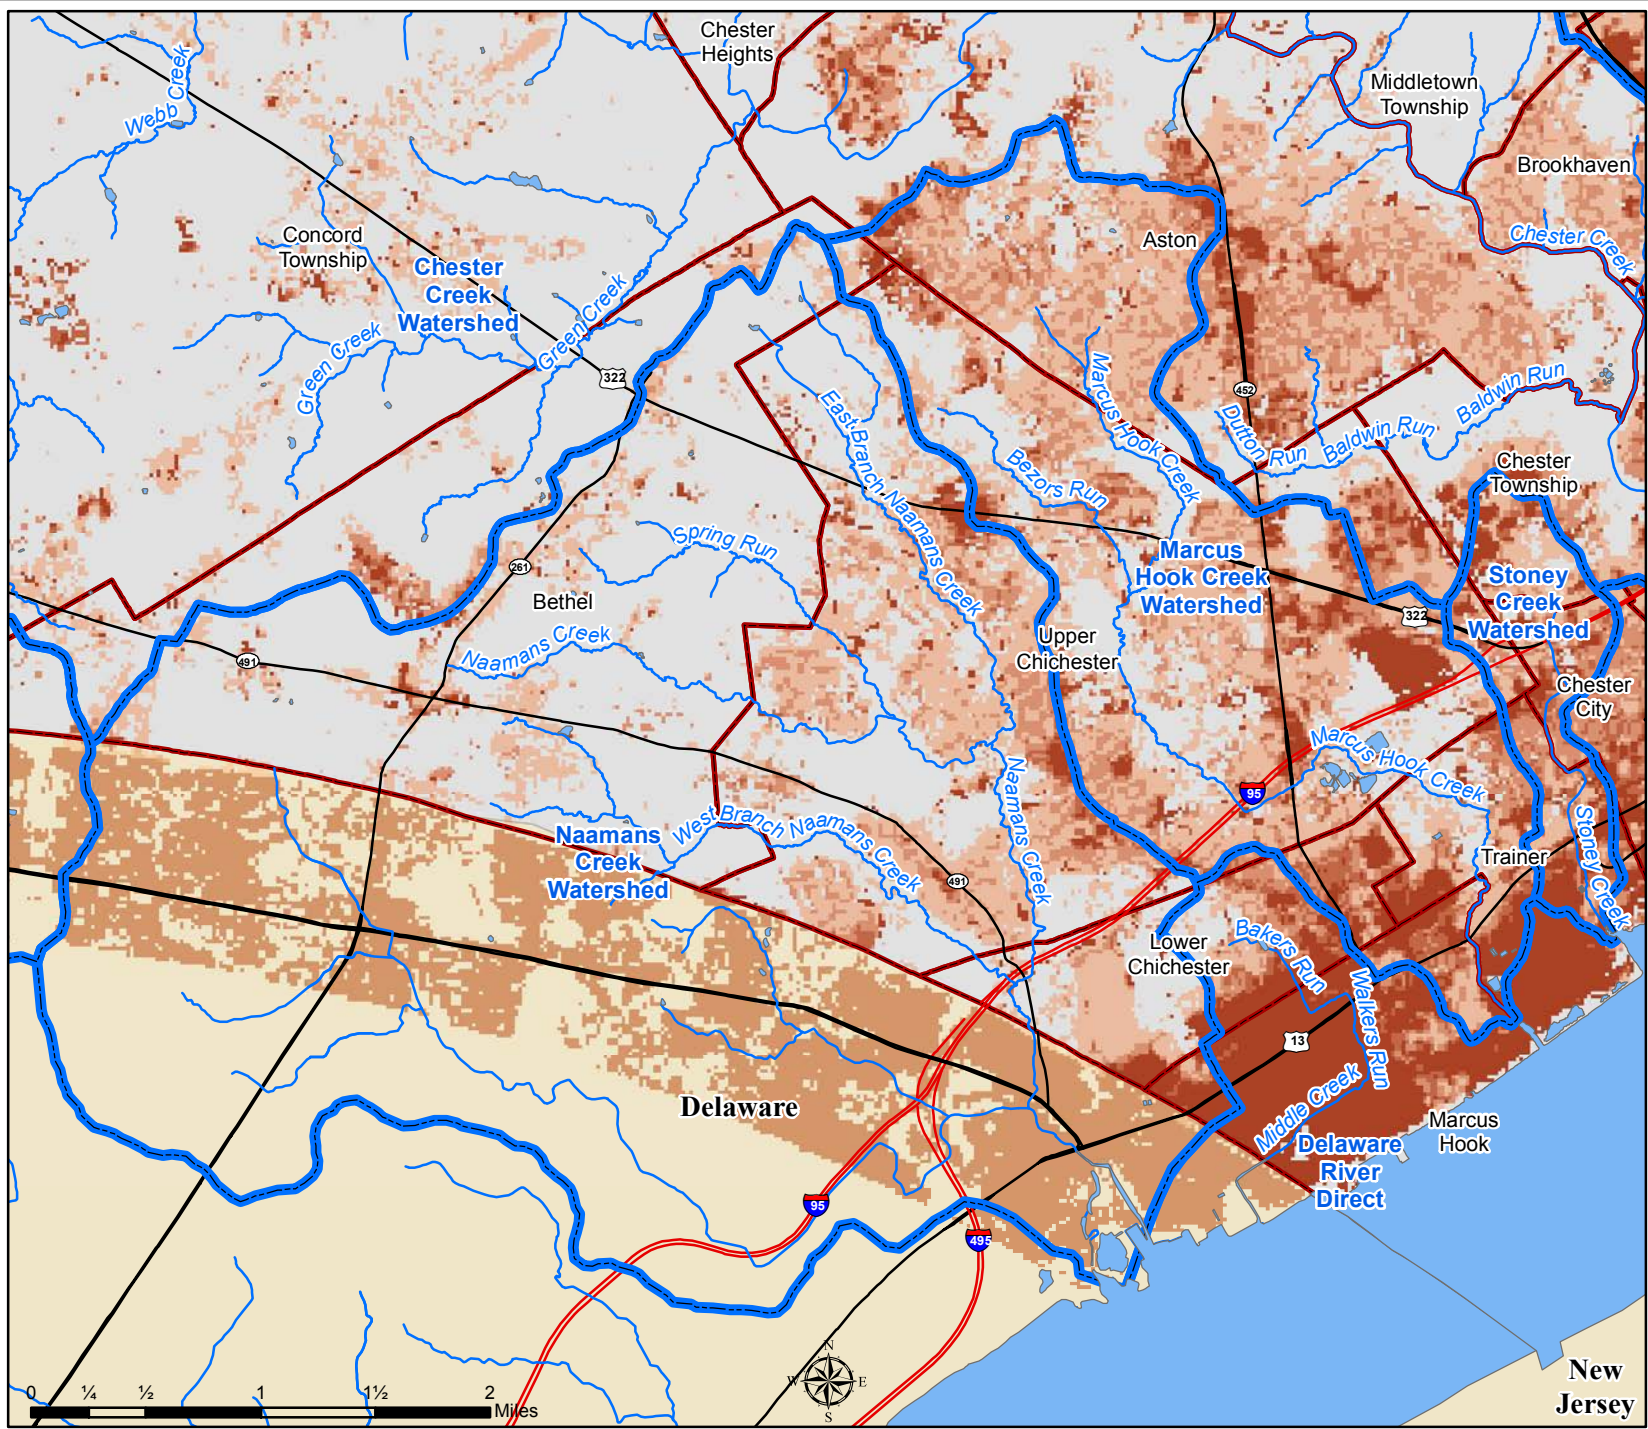 Chester
Heights
Middletown
Township
Webb Creek
Brookhaven
Concord
Township
Aston
Chester Creek
Chester
Creek
Watershed
Green Creek
Green Creek
322
452
Marcus Hook Creek
East Branch Naamans Creek
Dutton Run
Baldwin Run
Baldwin Run
Bezors Run
Chester
Township
Spring Run
261
Bethel
Marcus
Hook Creek
Watershed
Stoney
Creek
Watershed
322
Naamans Creek
Upper
Chichester
491
Chester
City
Marcus Hook Creek
95
Naamans Creek
West Branch Naamans Creek
Naamans
Creek
Watershed
Trainer
Stoney Creek
491
Lower
Chichester
Bakers Run
Walkers Run
13
Delaware
Middle Creek
Marcus
Hook
Delaware
River
Direct
95
495
N
W
E
S
New
Jersey
0 ¼ ½ 1 1½ 2
Miles